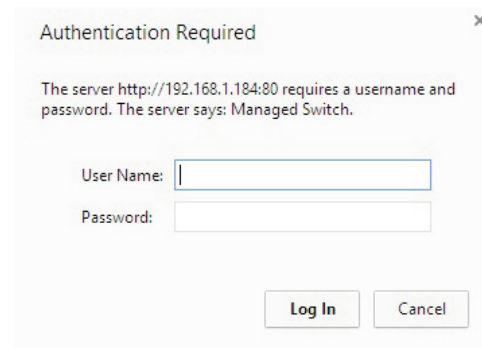 Authentication Required
The server http://192.168.1.184:80 requires a username and
password. The server says: Managed Switch.
User Name:
Password:
Log In Cancel